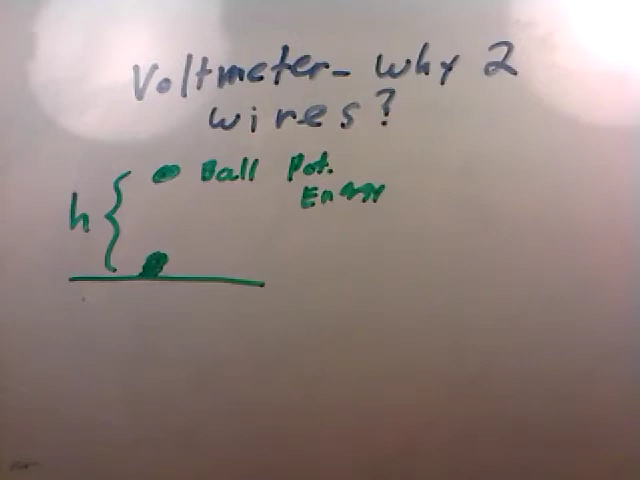 Voltmeter- why 2
wires?
Ball Pot.
Energy
h